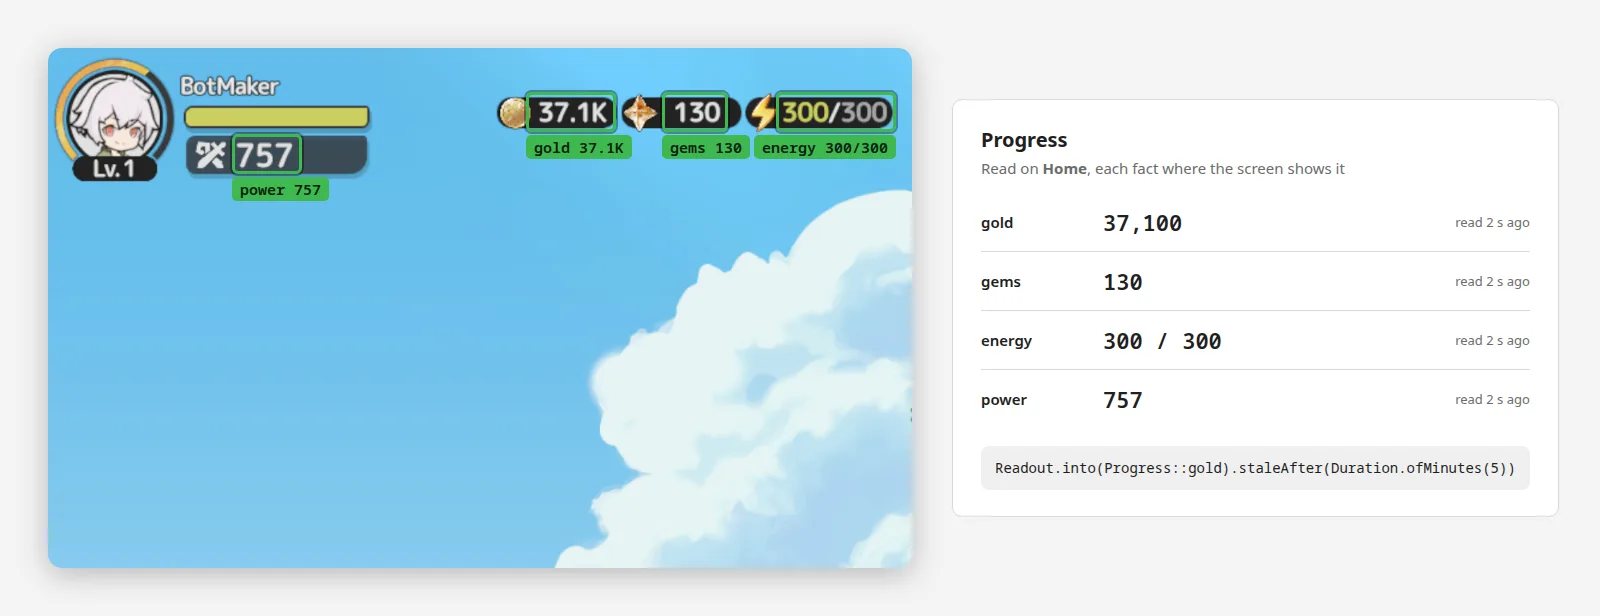 BotMaker
757
Lv.1
power 757
37.1K
130
300/300
gold 37.1K
gems 130
energy 300/300
Progress
Read on Home, each fact where the screen shows it
gold 37,100 read 2 s ago
gems 130 read 2 s ago
energy 300 / 300 read 2 s ago
power 757 read 2 s ago
Readout.into(Progress::gold).staleAfter(Duration.ofMinutes(5))